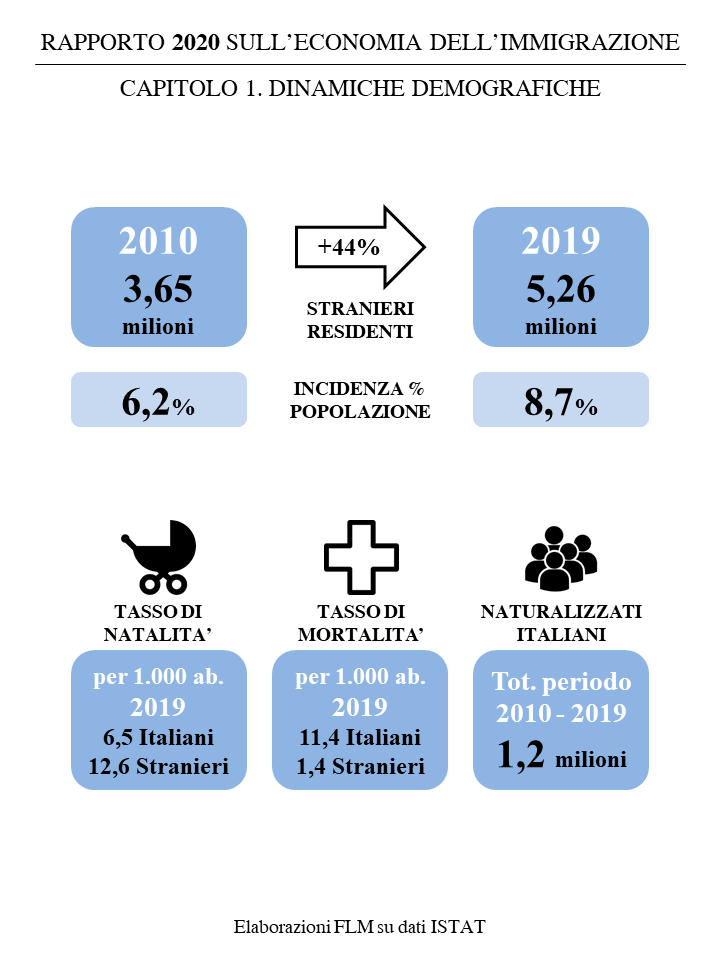 RAPPORTO 2020 SULL'ECONOMIA DELL'IMMIGRAZIONE
CAPITOLO 1. DINAMICHE DEMOGRAFICHE
2010
3,65
milioni
+44%
STRANIERI
RESIDENTI
2019
5,26
milioni
6,2%
INCIDENZA %
POPOLAZIONE
8,7%
TASSO DI
NATALITA'
per 1.000 ab.
2019
6,5 Italiani
12,6 Stranieri
TASSO DI
MORTALITA'
per 1.000 ab.
2019
11,4 Italiani
1,4 Stranieri
NATURALIZZATI
ITALIANI
Tot. periodo
2010 - 2019
1,2 milioni
Elaborazioni FLM su dati ISTAT